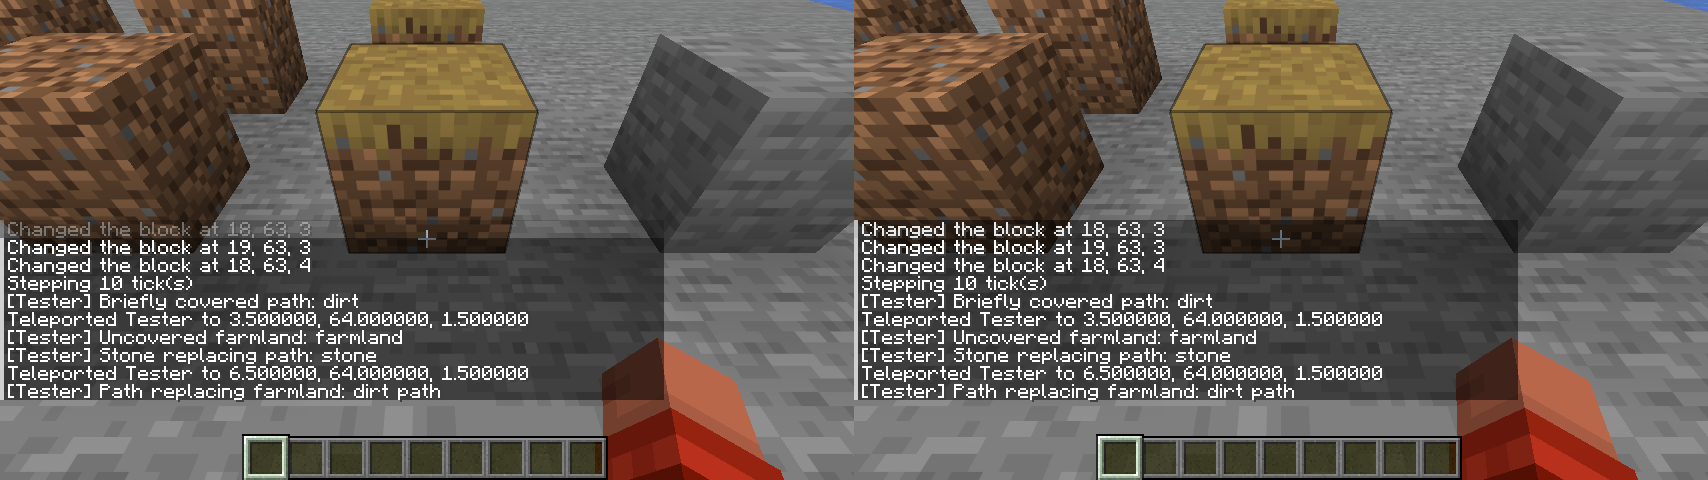 Changed the block at 18, 63, 3
Changed the block at 19, 63, 3
Changed the block at 18, 63, 4
Stepping 10 tick(s)
[Tester] Briefly covered path: dirt
Teleported Tester to 3.500000, 64.000000, 1.500000
[Tester] Uncovered farmland: farmland
[Tester] Stone replacing path: stone
Teleported Tester to 6.500000, 64.000000, 1.500000
[Tester] Path replacing farmland: dirt path
Changed the block at 18, 63, 3
Changed the block at 19, 63, 3
Changed the block at 18, 63, 4
Stepping 10 tick(s)
[Tester] Briefly covered path: dirt
Teleported Tester to 3.500000, 64.000000, 1.500000
[Tester] Uncovered farmland: farmland
[Tester] Stone replacing path: stone
Teleported Tester to 6.500000, 64.000000, 1.500000
[Tester] Path replacing farmland: dirt path